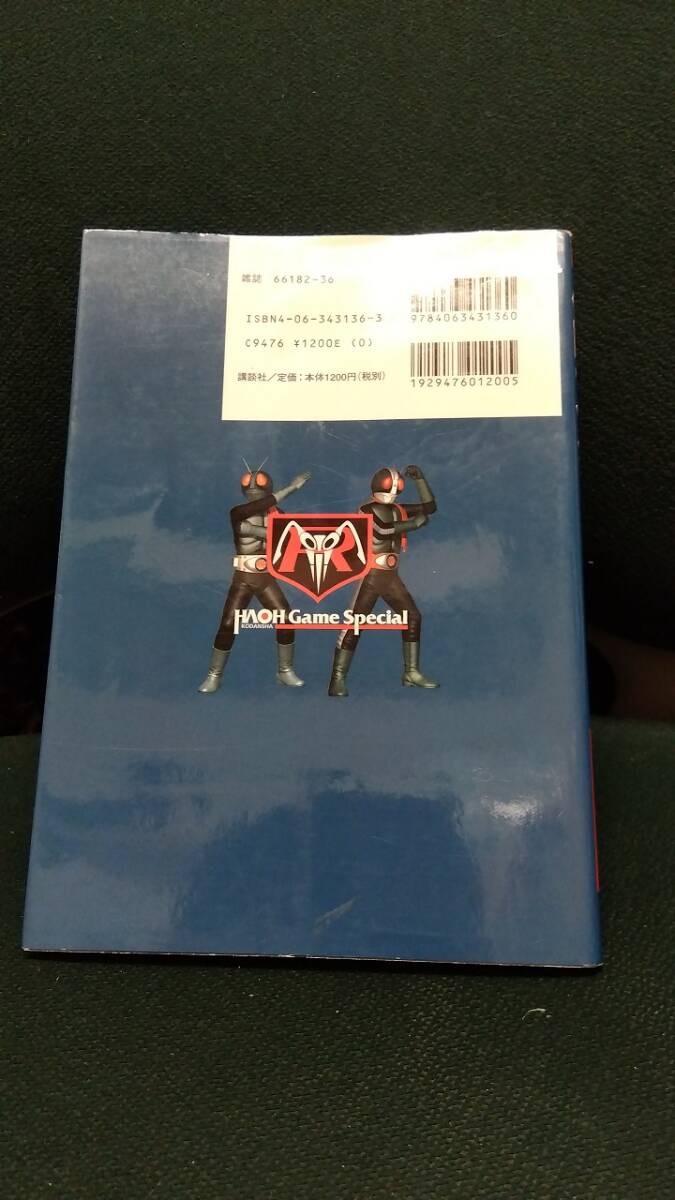 雑誌 66182-36
ISBN4-06-343136-3
C9476 ¥1200E (0)
講談社/定価:本体1200円(税別)
9784063431360
1929476012005
HAOH Game Special
KODANSHA